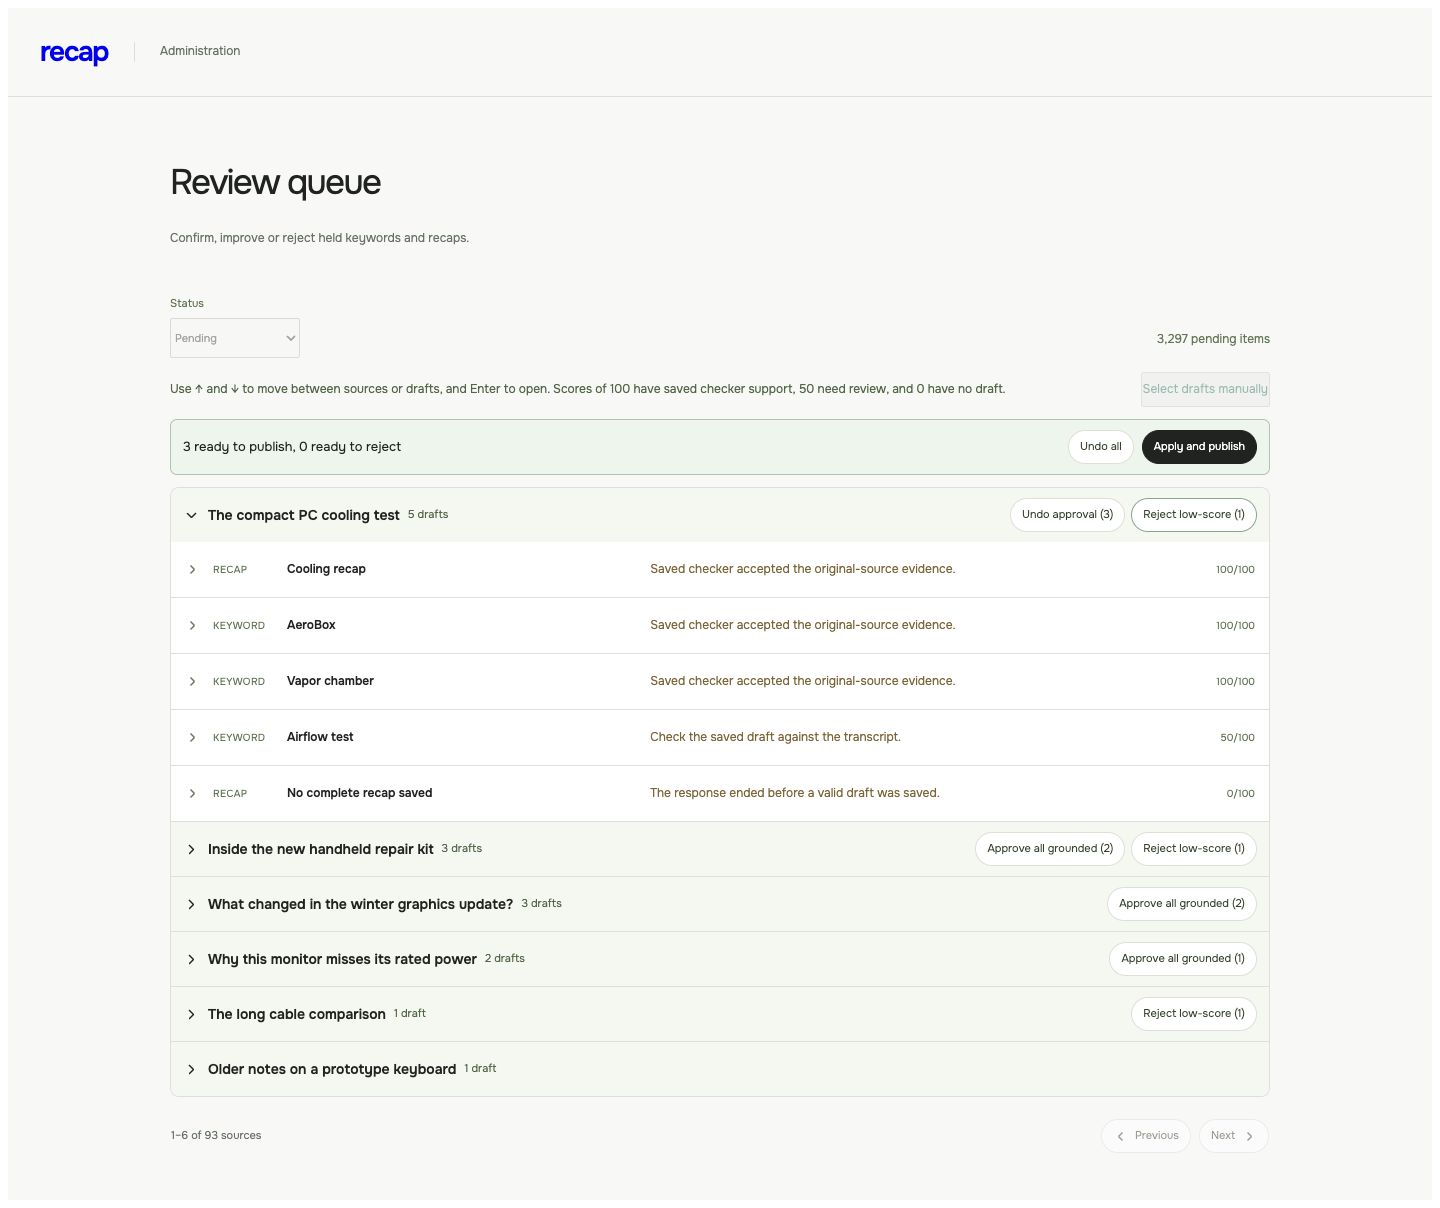 recap
Administration
Review queue
Confirm, improve or reject held keywords and recaps.
Status
Pending
3,297 pending items
Use ↑ and ↓ to move between sources or drafts, and Enter to open. Scores of 100 have saved checker support, 50 need review, and 0 have no draft.
Select drafts manually
3 ready to publish, 0 ready to reject
Undo all
Apply and publish
The compact PC cooling test 5 drafts
Undo approval (3)
Reject low-score (1)
RECAP Cooling recap Saved checker accepted the original-source evidence. 100/100
KEYWORD AeroBox Saved checker accepted the original-source evidence. 100/100
KEYWORD Vapor chamber Saved checker accepted the original-source evidence. 100/100
KEYWORD Airflow test Check the saved draft against the transcript. 50/100
RECAP No complete recap saved The response ended before a valid draft was saved. 0/100
Inside the new handheld repair kit 3 drafts
Approve all grounded (2)
Reject low-score (1)
What changed in the winter graphics update? 3 drafts
Approve all grounded (2)
Why this monitor misses its rated power 2 drafts
Approve all grounded (1)
The long cable comparison 1 draft
Reject low-score (1)
Older notes on a prototype keyboard 1 draft
1–6 of 93 sources
Previous
Next